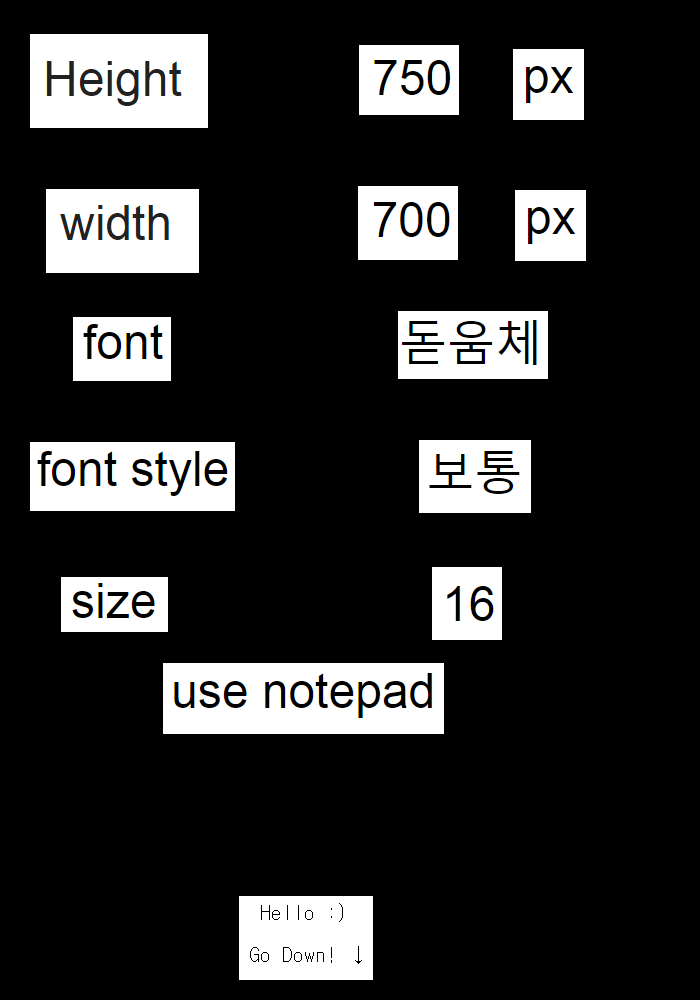 Height 750 px
width 700 px
font 돋움체
font style 보통
size 16
use notepad
Hello :)
Go Down! ↓